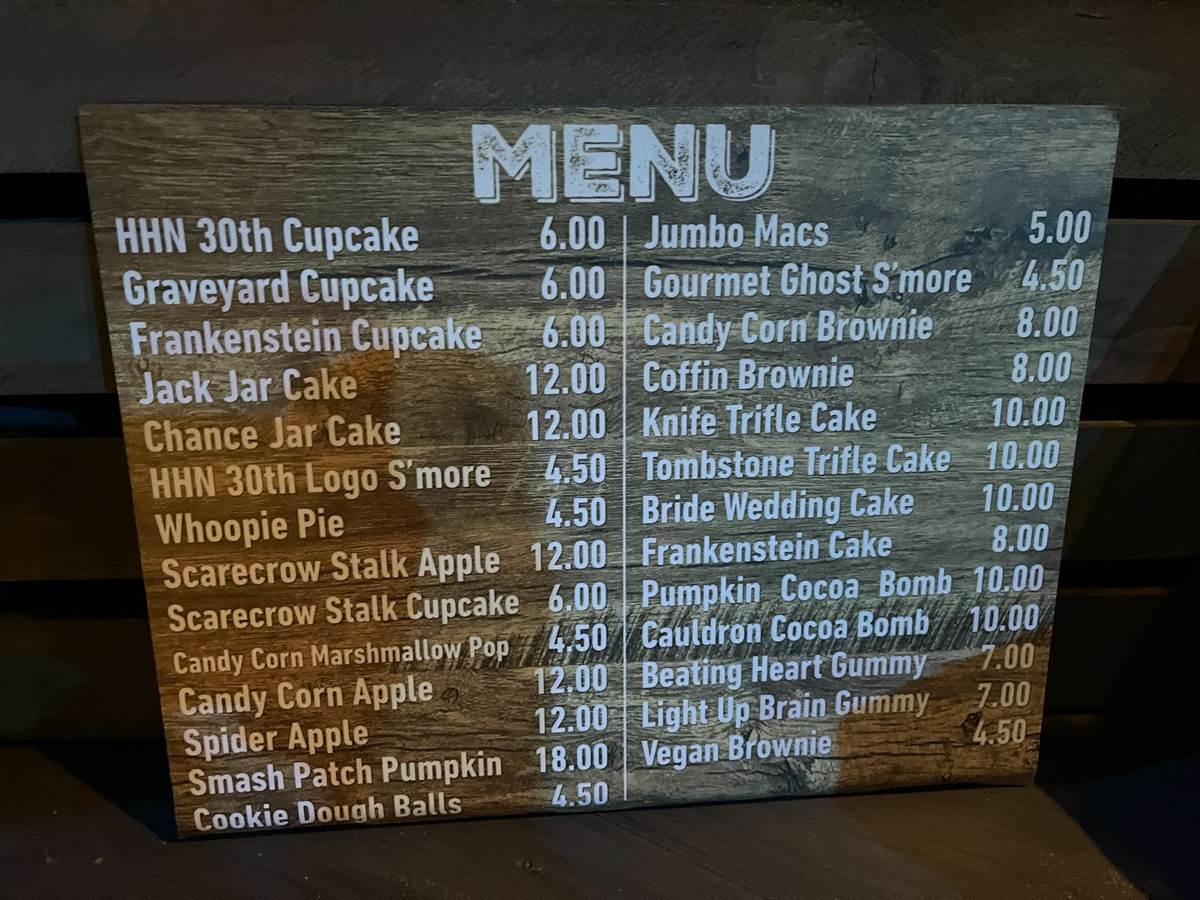 MENU
HHN 30th Cupcake 6.00
Graveyard Cupcake 6.00
Frankenstein Cupcake 6.00
Jack Jar Cake 12.00
Chance Jar Cake 12.00
HHN 30th Logo S'more 4.50
Whoopie Pie 4.50
Scarecrow Stalk Apple 12.00
Scarecrow Stalk Cupcake 6.00
Candy Corn Marshmallow Pop 4.50
Candy Corn Apple 12.00
Spider Apple 12.00
Smash Patch Pumpkin 18.00
Cookie Dough Balls 4.50
Jumbo Macs 5.00
Gourmet Ghost S'more 4.50
Candy Corn Brownie 8.00
Coffin Brownie 8.00
Knife Trifle Cake 10.00
Tombstone Trifle Cake 10.00
Bride Wedding Cake 10.00
Frankenstein Cake 8.00
Pumpkin Cocoa Bomb 10.00
Cauldron Cocoa Bomb 10.00
Beating Heart Gummy 7.00
Light Up Brain Gummy 7.00
Vegan Brownie 4.50